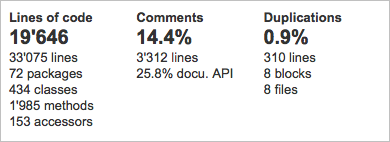 Lines of code
19'646
33'075 lines
72 packages
434 classes
1'985 methods
153 accessors
Comments
14.4%
3'312 lines
25.8% docu. API
Duplications
0.9%
310 lines
8 blocks
8 files